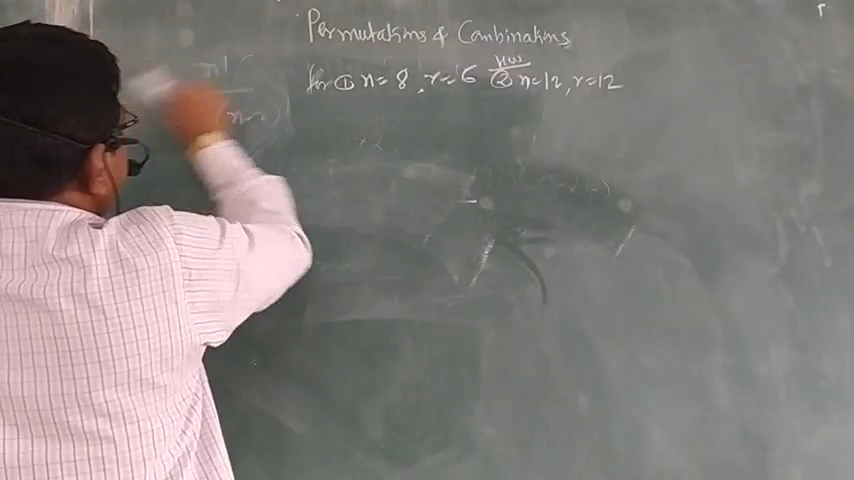 Permutations & Combinations
for ① n = 8, r = 6 ② n = 12, r = 12
n!